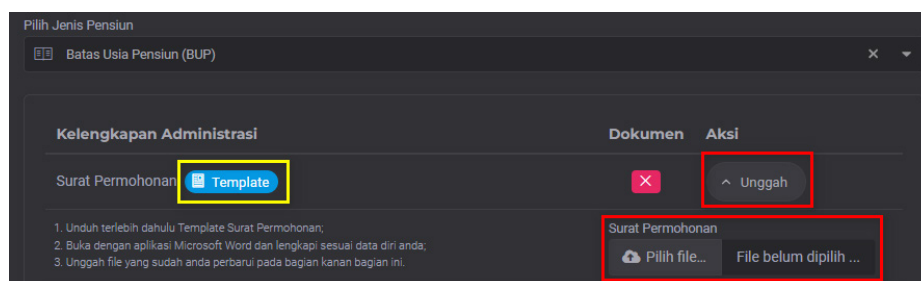 Pilih Jenis Pensiun
Batas Usia Pensiun (BUP)
Kelengkapan Administrasi Dokumen Aksi
Surat Permohonan Template Unggah
1. Unduh terlebih dahulu Template Surat Permohonan;
2. Buka dengan aplikasi Microsoft Word dan lengkapi sesuai data diri anda;
3. Unggah file yang sudah anda perbarui pada bagian kanan bagian ini.
Surat Permohonan
Pilih file... File belum dipilih ...